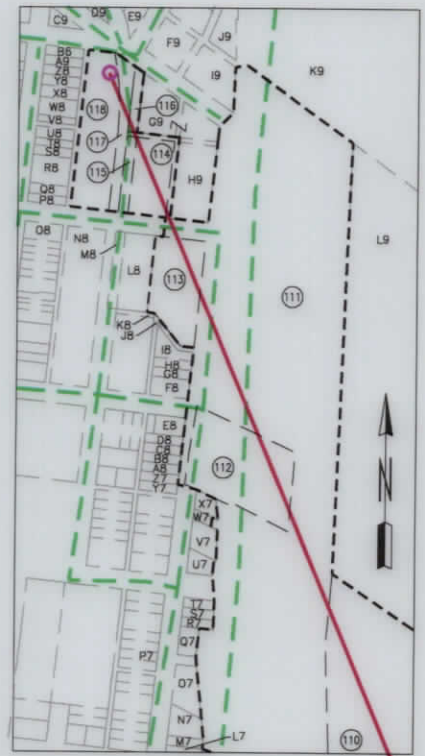 C9 Q9 E9
B6
A9
Z8
Y8
X8
W8
V8
U8
T8
S8
R8
Q8
P8
F9
J9
I9
K9
118
116
G9
117
114
115
H9
L9
O8
N8
M8
L8
113
111
K8
J8
I8
H8
G8
F8
E8
D8
C8
B8
A8
Z7
Y7
112
N
X7
W7
V7
U7
T7
S7
R7
Q7
P7
O7
N7
M7
L7
110